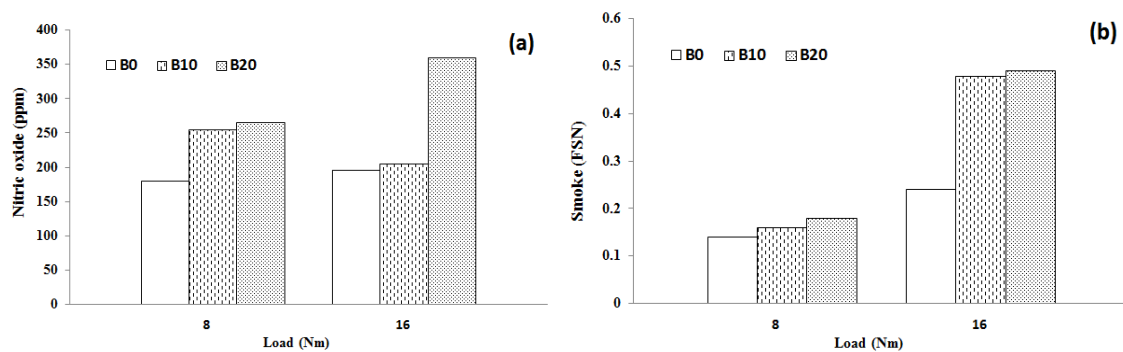 (a)
B0 B10 B20
Nitric oxide (ppm)
400
350
300
250
200
150
100
50
0
8 16
Load (Nm)
(b)
B0 B10 B20
Smoke (FSN)
0.6
0.5
0.4
0.3
0.2
0.1
0
8 16
Load (Nm)